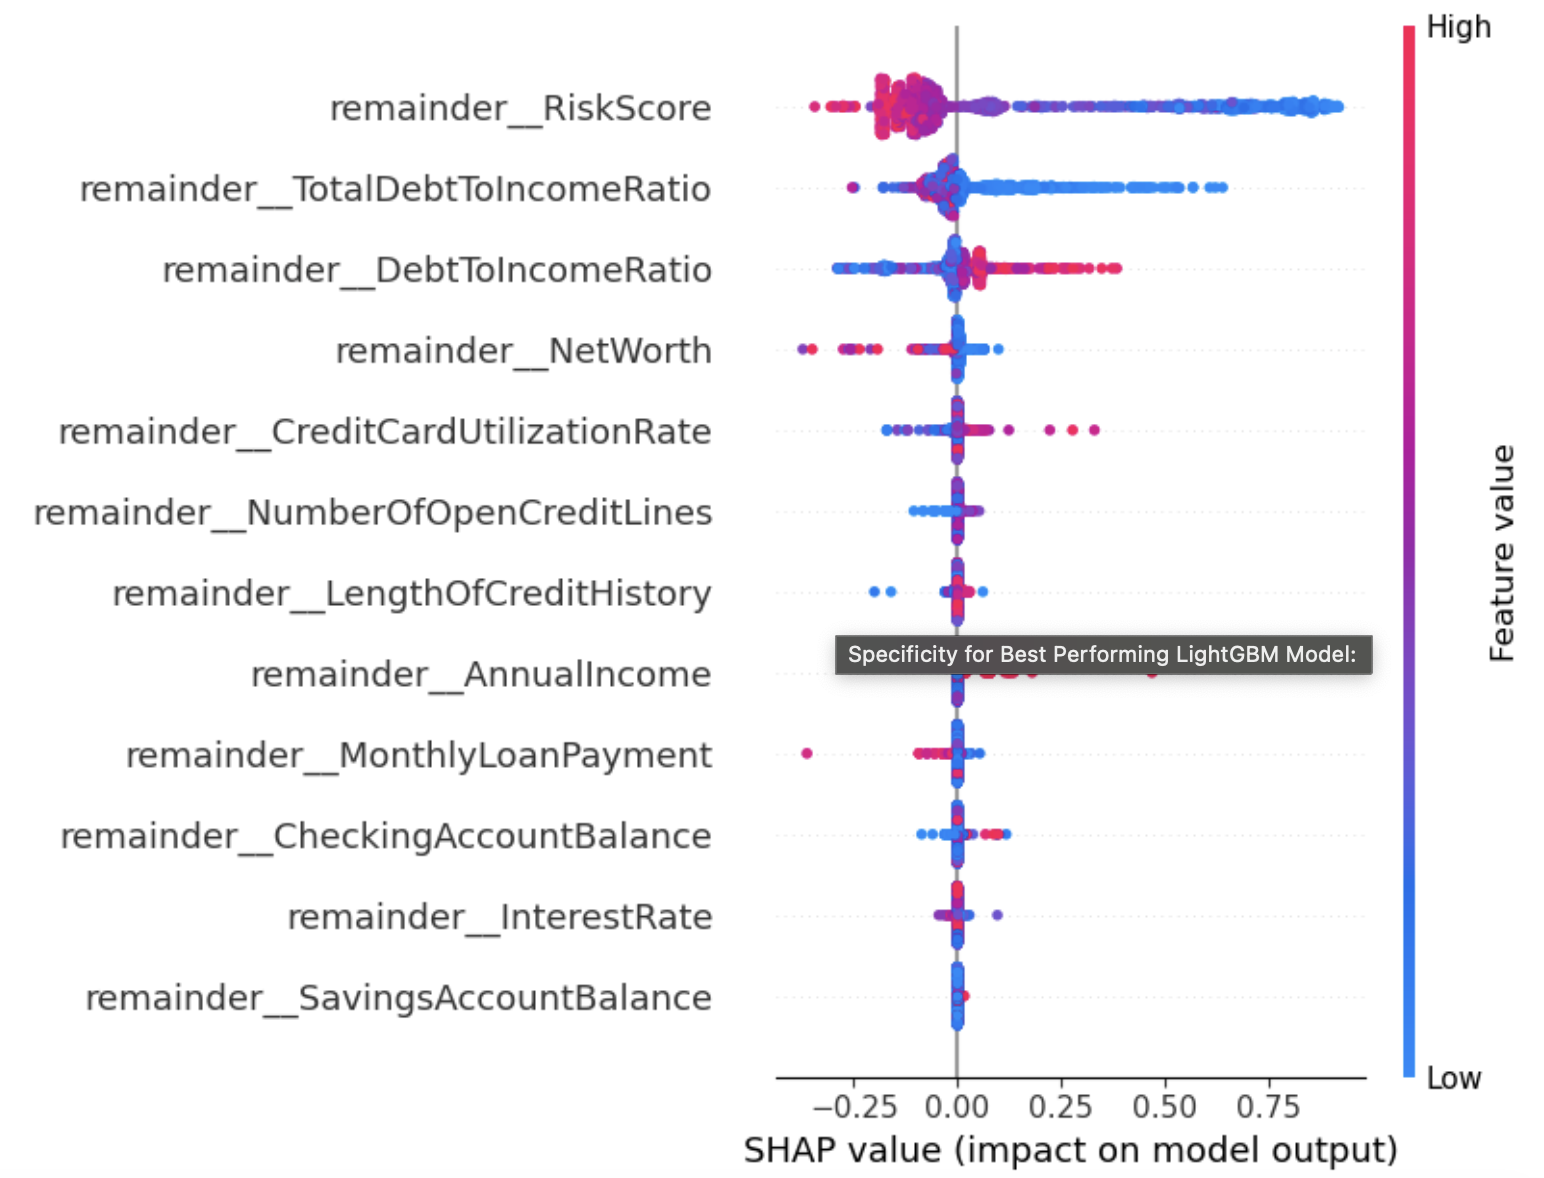 High
remainder__RiskScore
remainder__TotalDebtToIncomeRatio
remainder__DebtToIncomeRatio
remainder__NetWorth
remainder__CreditCardUtilizationRate
remainder__NumberOfOpenCreditLines
remainder__LengthOfCreditHistory
Specificity for Best Performing LightGBM Model:
remainder__AnnualIncome
remainder__MonthlyLoanPayment
remainder__CheckingAccountBalance
remainder__InterestRate
remainder__SavingsAccountBalance
Feature value
Low
−0.25 0.00 0.25 0.50 0.75
SHAP value (impact on model output)